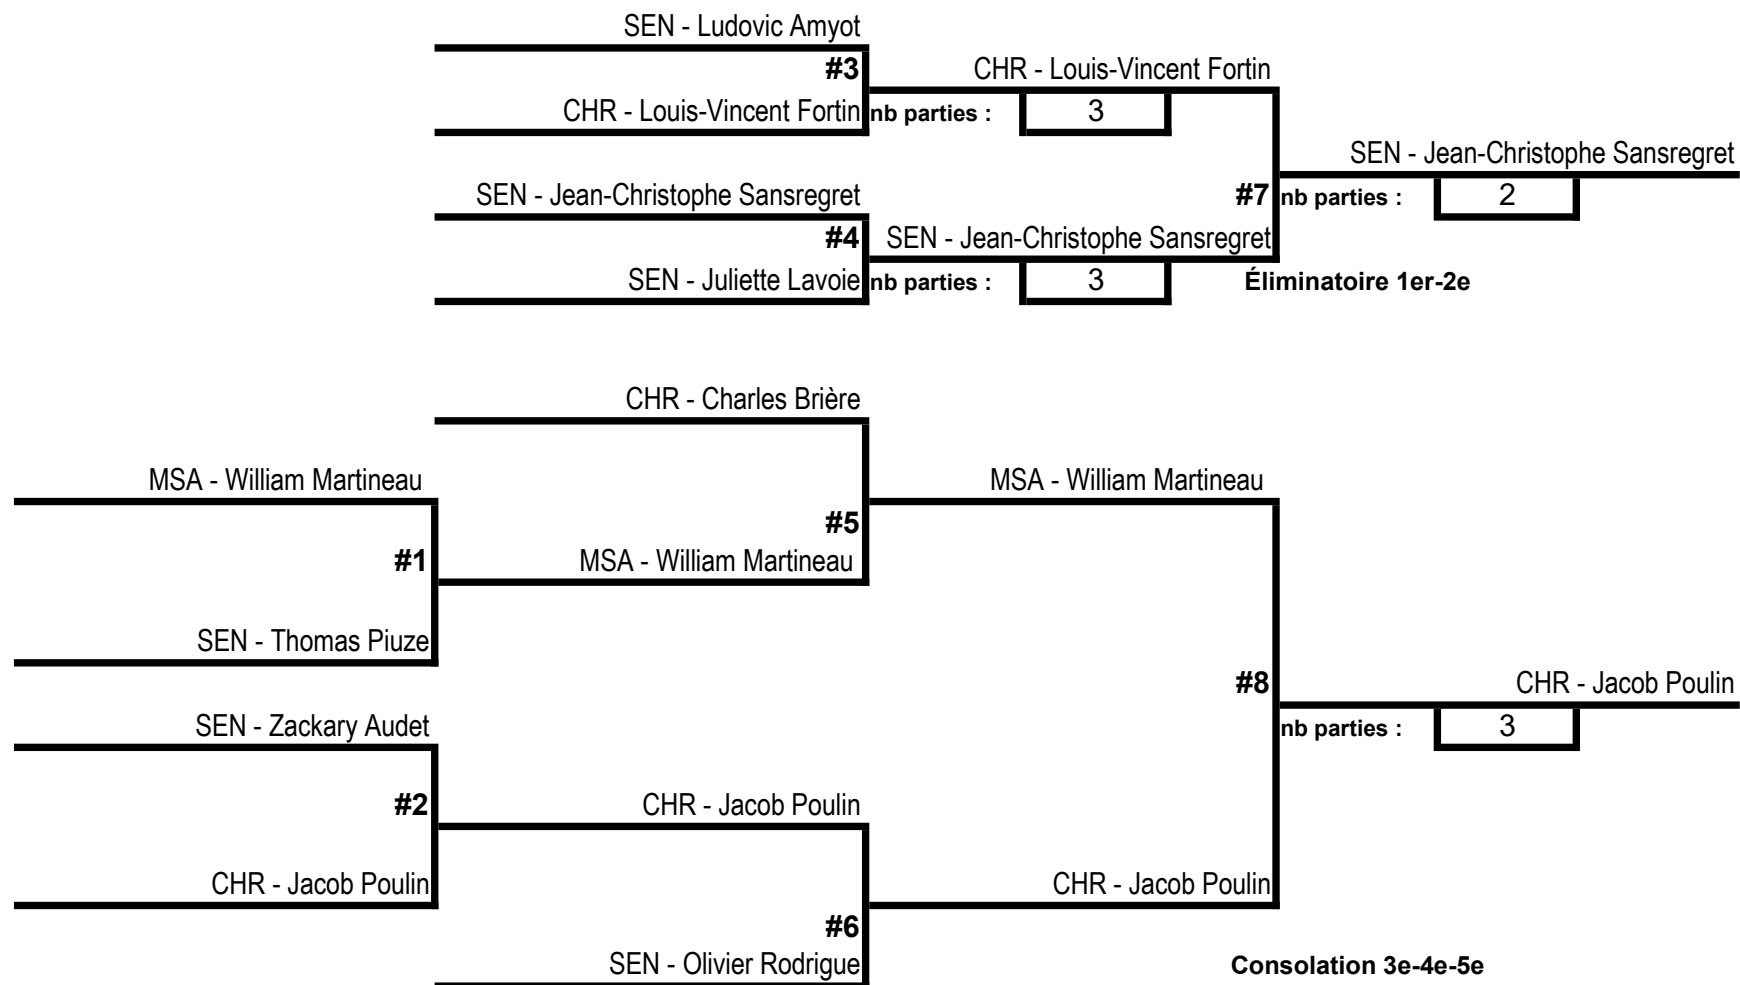 SEN - Ludovic Amyot
#3
CHR - Louis-Vincent Fortin
CHR - Louis-Vincent Fortin
nb parties :
3
SEN - Jean-Christophe Sansregret
SEN - Jean-Christophe Sansregret
#7
nb parties :
2
#4
SEN - Jean-Christophe Sansregret
SEN - Juliette Lavoie
nb parties :
3
Éliminatoire 1er-2e
CHR - Charles Brière
MSA - William Martineau
MSA - William Martineau
#5
#1
MSA - William Martineau
SEN - Thomas Piuze
#8
CHR - Jacob Poulin
SEN - Zackary Audet
nb parties :
3
#2
CHR - Jacob Poulin
CHR - Jacob Poulin
CHR - Jacob Poulin
#6
SEN - Olivier Rodrigue
Consolation 3e-4e-5e